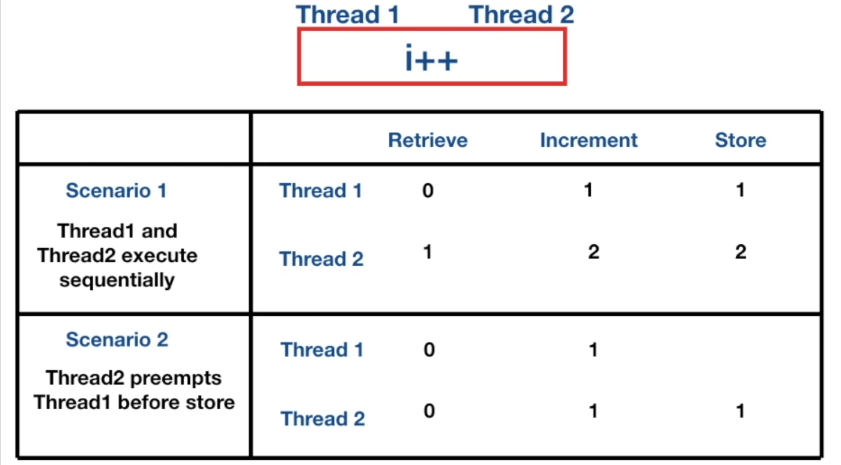 Thread 1 Thread 2
i++
Retrieve Increment Store
Scenario 1
Thread1 and
Thread2 execute
sequentially
Thread 1 0 1 1
Thread 2 1 2 2
Scenario 2
Thread2 preempts
Thread1 before store
Thread 1 0 1
Thread 2 0 1 1